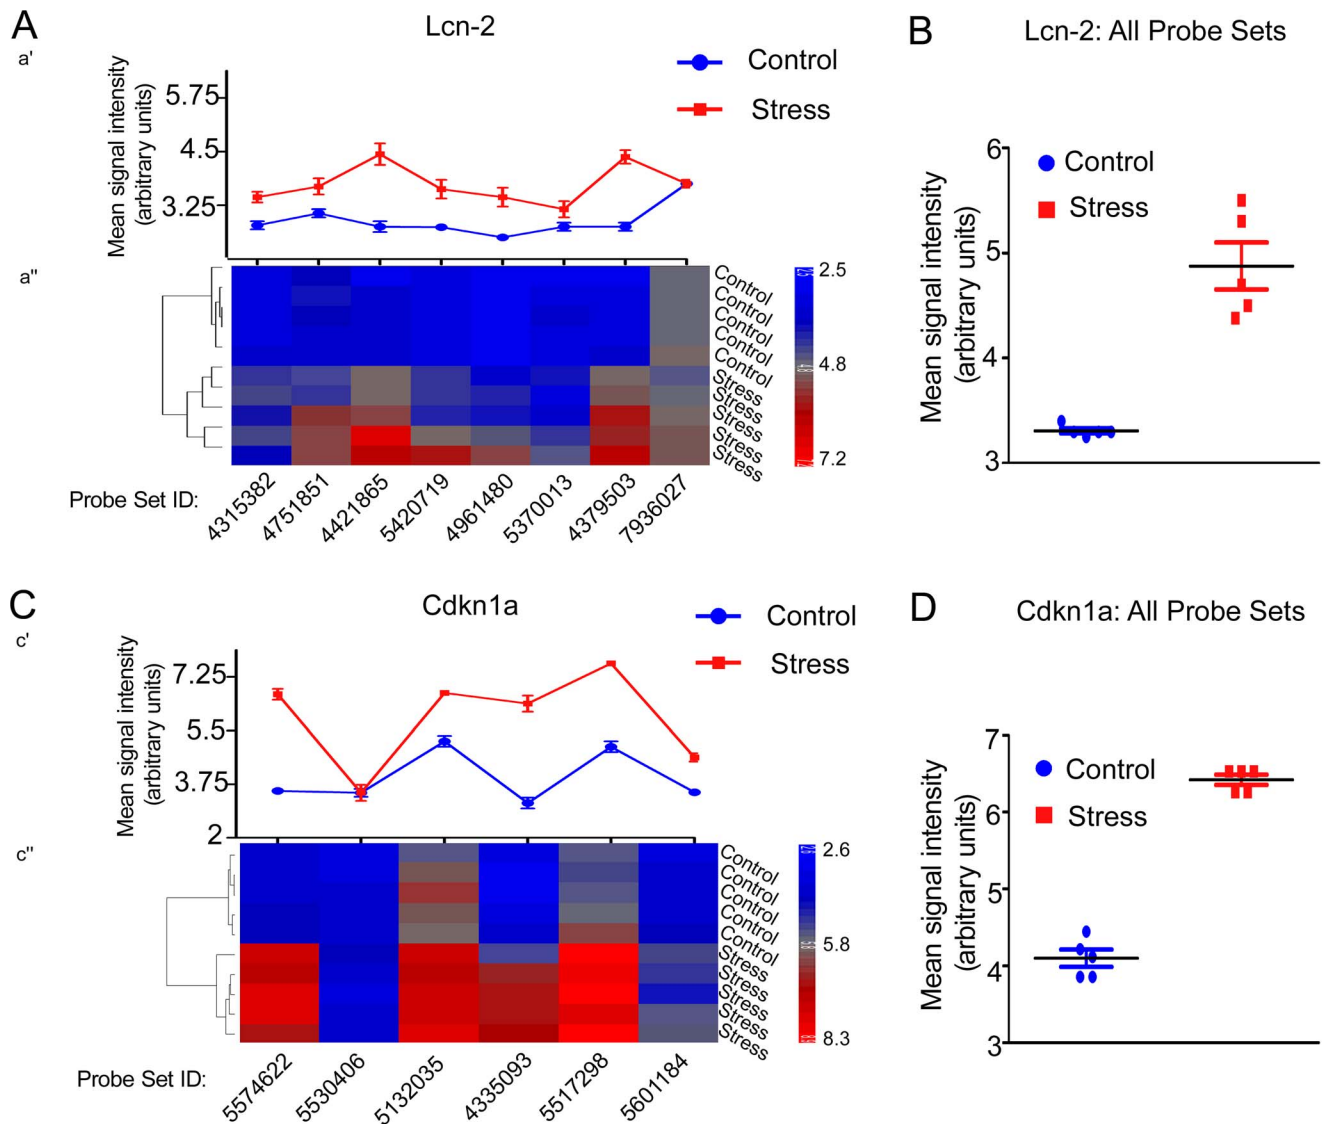 A
Lcn-2
a'
Control
Stress
Mean signal intensity
(arbitrary units)
5.75
4.5
3.25
a''
Control
Control
Control
Control
Control
Stress
Stress
Stress
Stress
Stress
2.5
4.8
7.2
Probe Set ID:
4315382
4751851
4421865
5420719
4961480
5370013
4379503
7936027
B
Lcn-2: All Probe Sets
Control
Stress
Mean signal intensity
(arbitrary units)
6
5
4
3
C
Cdkn1a
c'
Control
Stress
Mean signal intensity
(arbitrary units)
7.25
5.5
3.75
2
c''
Control
Control
Control
Control
Control
Stress
Stress
Stress
Stress
Stress
2.6
5.8
8.3
Probe Set ID:
5574622
5530406
5132035
4335093
5517298
5601184
D
Cdkn1a: All Probe Sets
Control
Stress
Mean signal intensity
(arbitrary units)
7
6
5
4
3